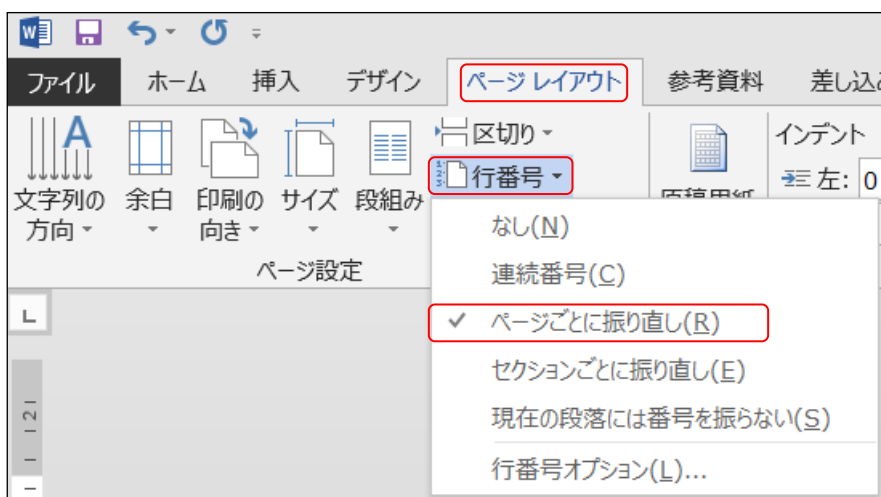 ファイル ホーム 挿入 デザイン ページ レイアウト 参考資料 差し込
区切り
インデント
行番号
左: 0
文字列の方向
余白
印刷の向き
サイズ
段組み
原稿用紙
ページ設定
なし(N)
連続番号(C)
ページごとに振り直し(R)
セクションごとに振り直し(E)
現在の段落には番号を振らない(S)
行番号オプション(L)...
L
2